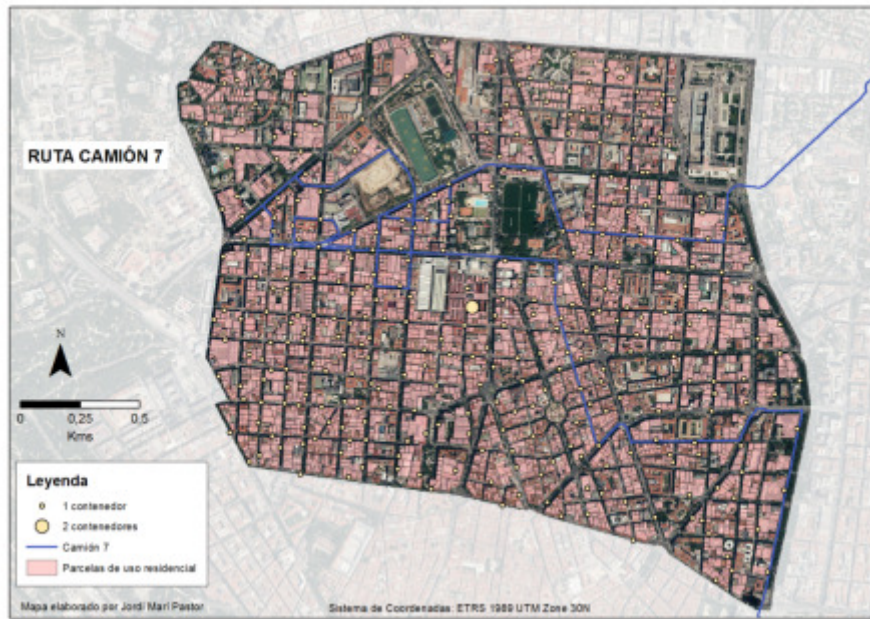 RUTA CAMIÓN 7
N
0 0,25 0,5
Kms
Leyenda
1 contenedor
2 contenedores
Camión 7
Parcelas de uso residencial
Mapa elaborado por Jordi Marí Pastor
Sistema de Coordenadas: ETRS 1989 UTM Zone 30N